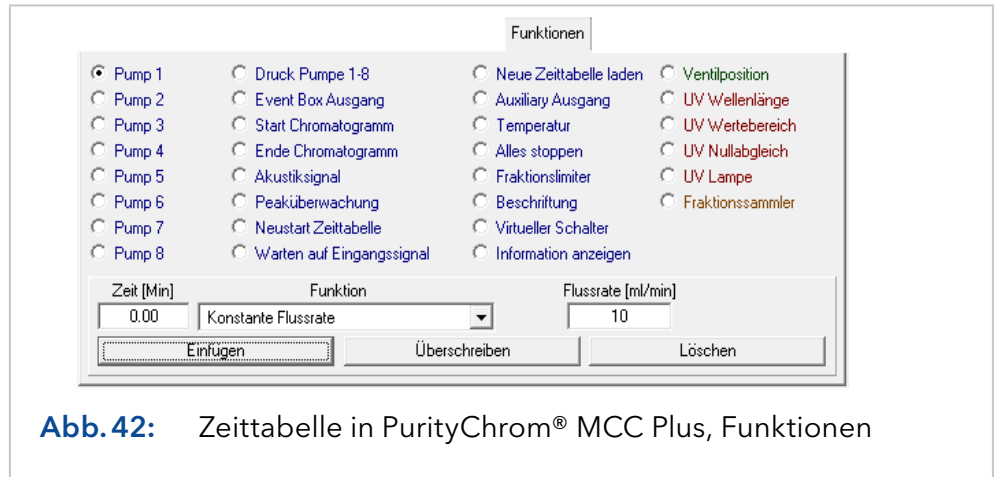 Funktionen
Pump 1 Druck Pumpe 1-8 Neue Zeittabelle laden Ventilposition
Pump 2 Event Box Ausgang Auxiliary Ausgang UV Wellenlänge
Pump 3 Start Chromatogramm Temperatur UV Wertebereich
Pump 4 Ende Chromatogramm Alles stoppen UV Nullabgleich
Pump 5 Akustiksignal Fraktionslimiter UV Lampe
Pump 6 Peaküberwachung Beschriftung Fraktionssammler
Pump 7 Neustart Zeittabelle Virtueller Schalter
Pump 8 Warten auf Eingangssignal Information anzeigen
Zeit [Min] Funktion Flussrate [ml/min]
0.00 Konstante Flussrate 10
Einfügen Überschreiben Löschen
Abb. 42: Zeittabelle in PurityChrom® MCC Plus, Funktionen